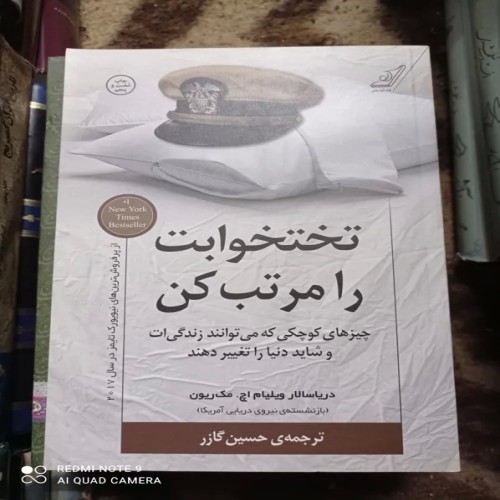 #1
New York
Times
Bestseller
تختخوابت
را مرتب کن
چیزهای کوچکی که می‌توانند زندگی‌ات
و شاید دنیا را تغییر دهند
دریاسالار ویلیام اچ. مک‌ریون
(بازنشسته‌ی نیروی دریایی آمریکا)
ترجمه‌ی حسین گازر
از پرفروش‌ترین‌های نیویورک تایمز در سال ۲۰۱۷
REDMI NOTE 9
AI QUAD CAMERA